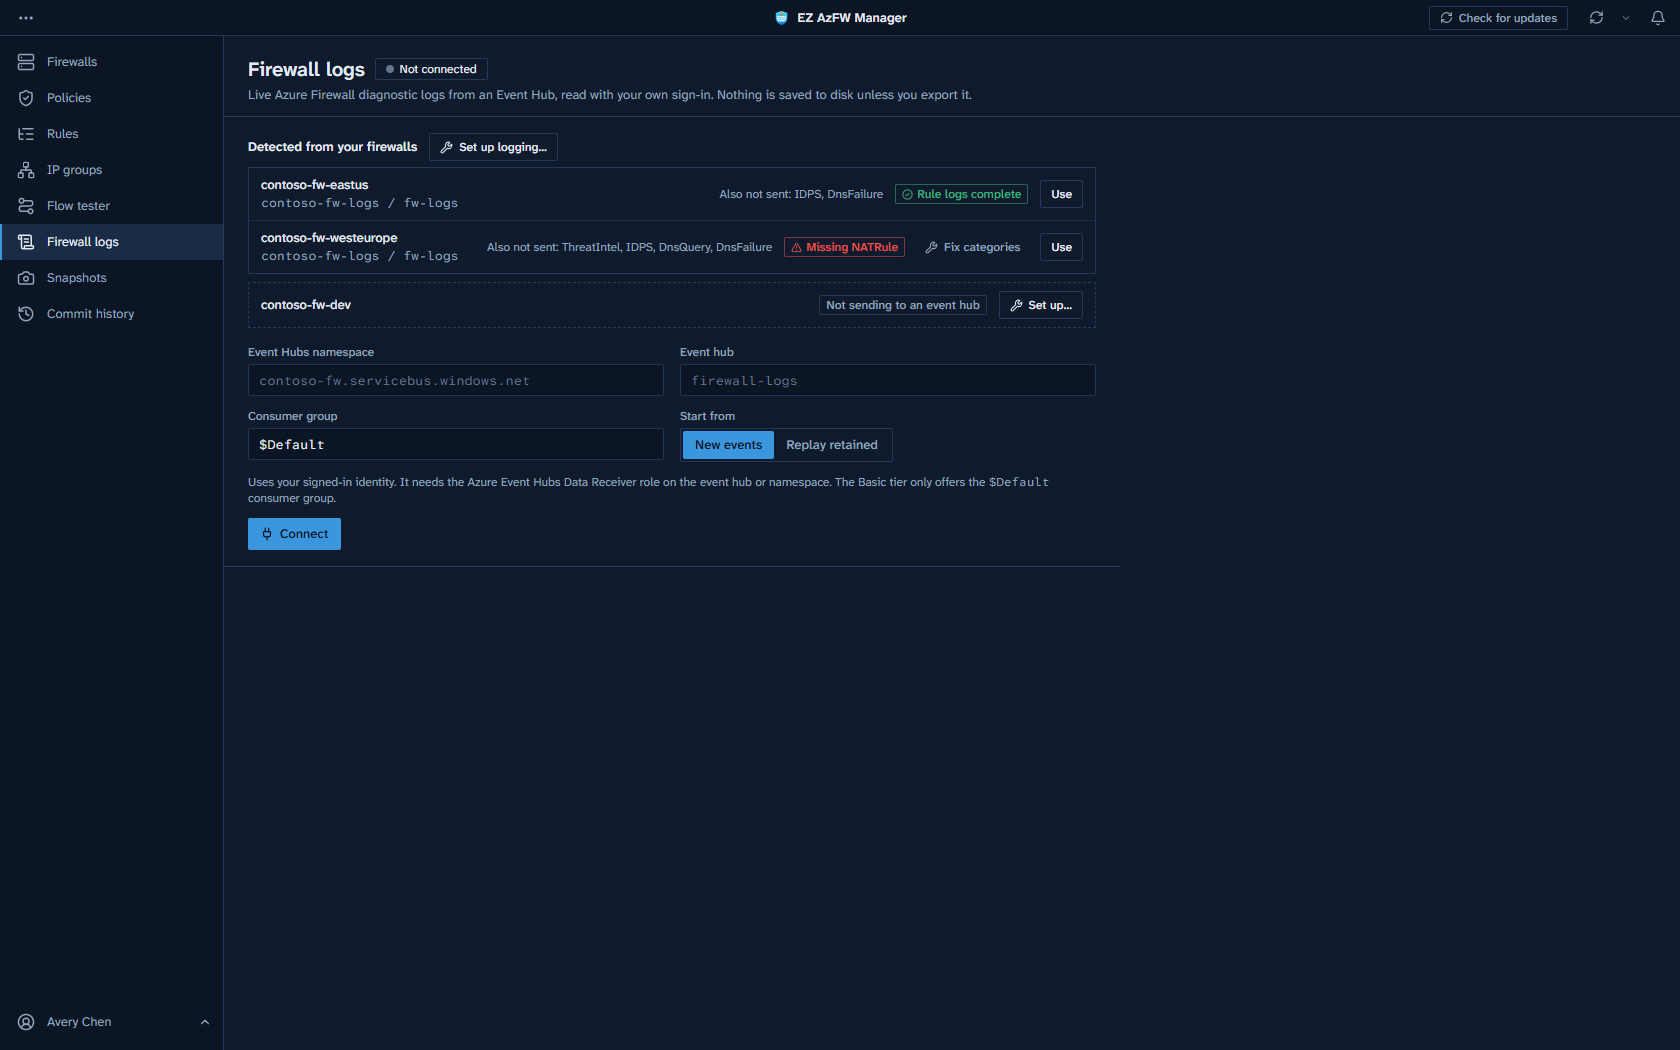 EZ AzFW Manager
Check for updates
Firewalls
Policies
Rules
IP groups
Flow tester
Firewall logs
Snapshots
Commit history
Avery Chen
Firewall logs
Not connected
Live Azure Firewall diagnostic logs from an Event Hub, read with your own sign-in. Nothing is saved to disk unless you export it.
Detected from your firewalls
Set up logging...
contoso-fw-eastus
contoso-fw-logs / fw-logs
Also not sent: IDPS, DnsFailure
Rule logs complete
Use
contoso-fw-westeurope
contoso-fw-logs / fw-logs
Also not sent: ThreatIntel, IDPS, DnsQuery, DnsFailure
Missing NATRule
Fix categories
Use
contoso-fw-dev
Not sending to an event hub
Set up...
Event Hubs namespace
contoso-fw.servicebus.windows.net
Event hub
firewall-logs
Consumer group
$Default
Start from
New events
Replay retained
Uses your signed-in identity. It needs the Azure Event Hubs Data Receiver role on the event hub or namespace. The Basic tier only offers the $Default
consumer group.
Connect